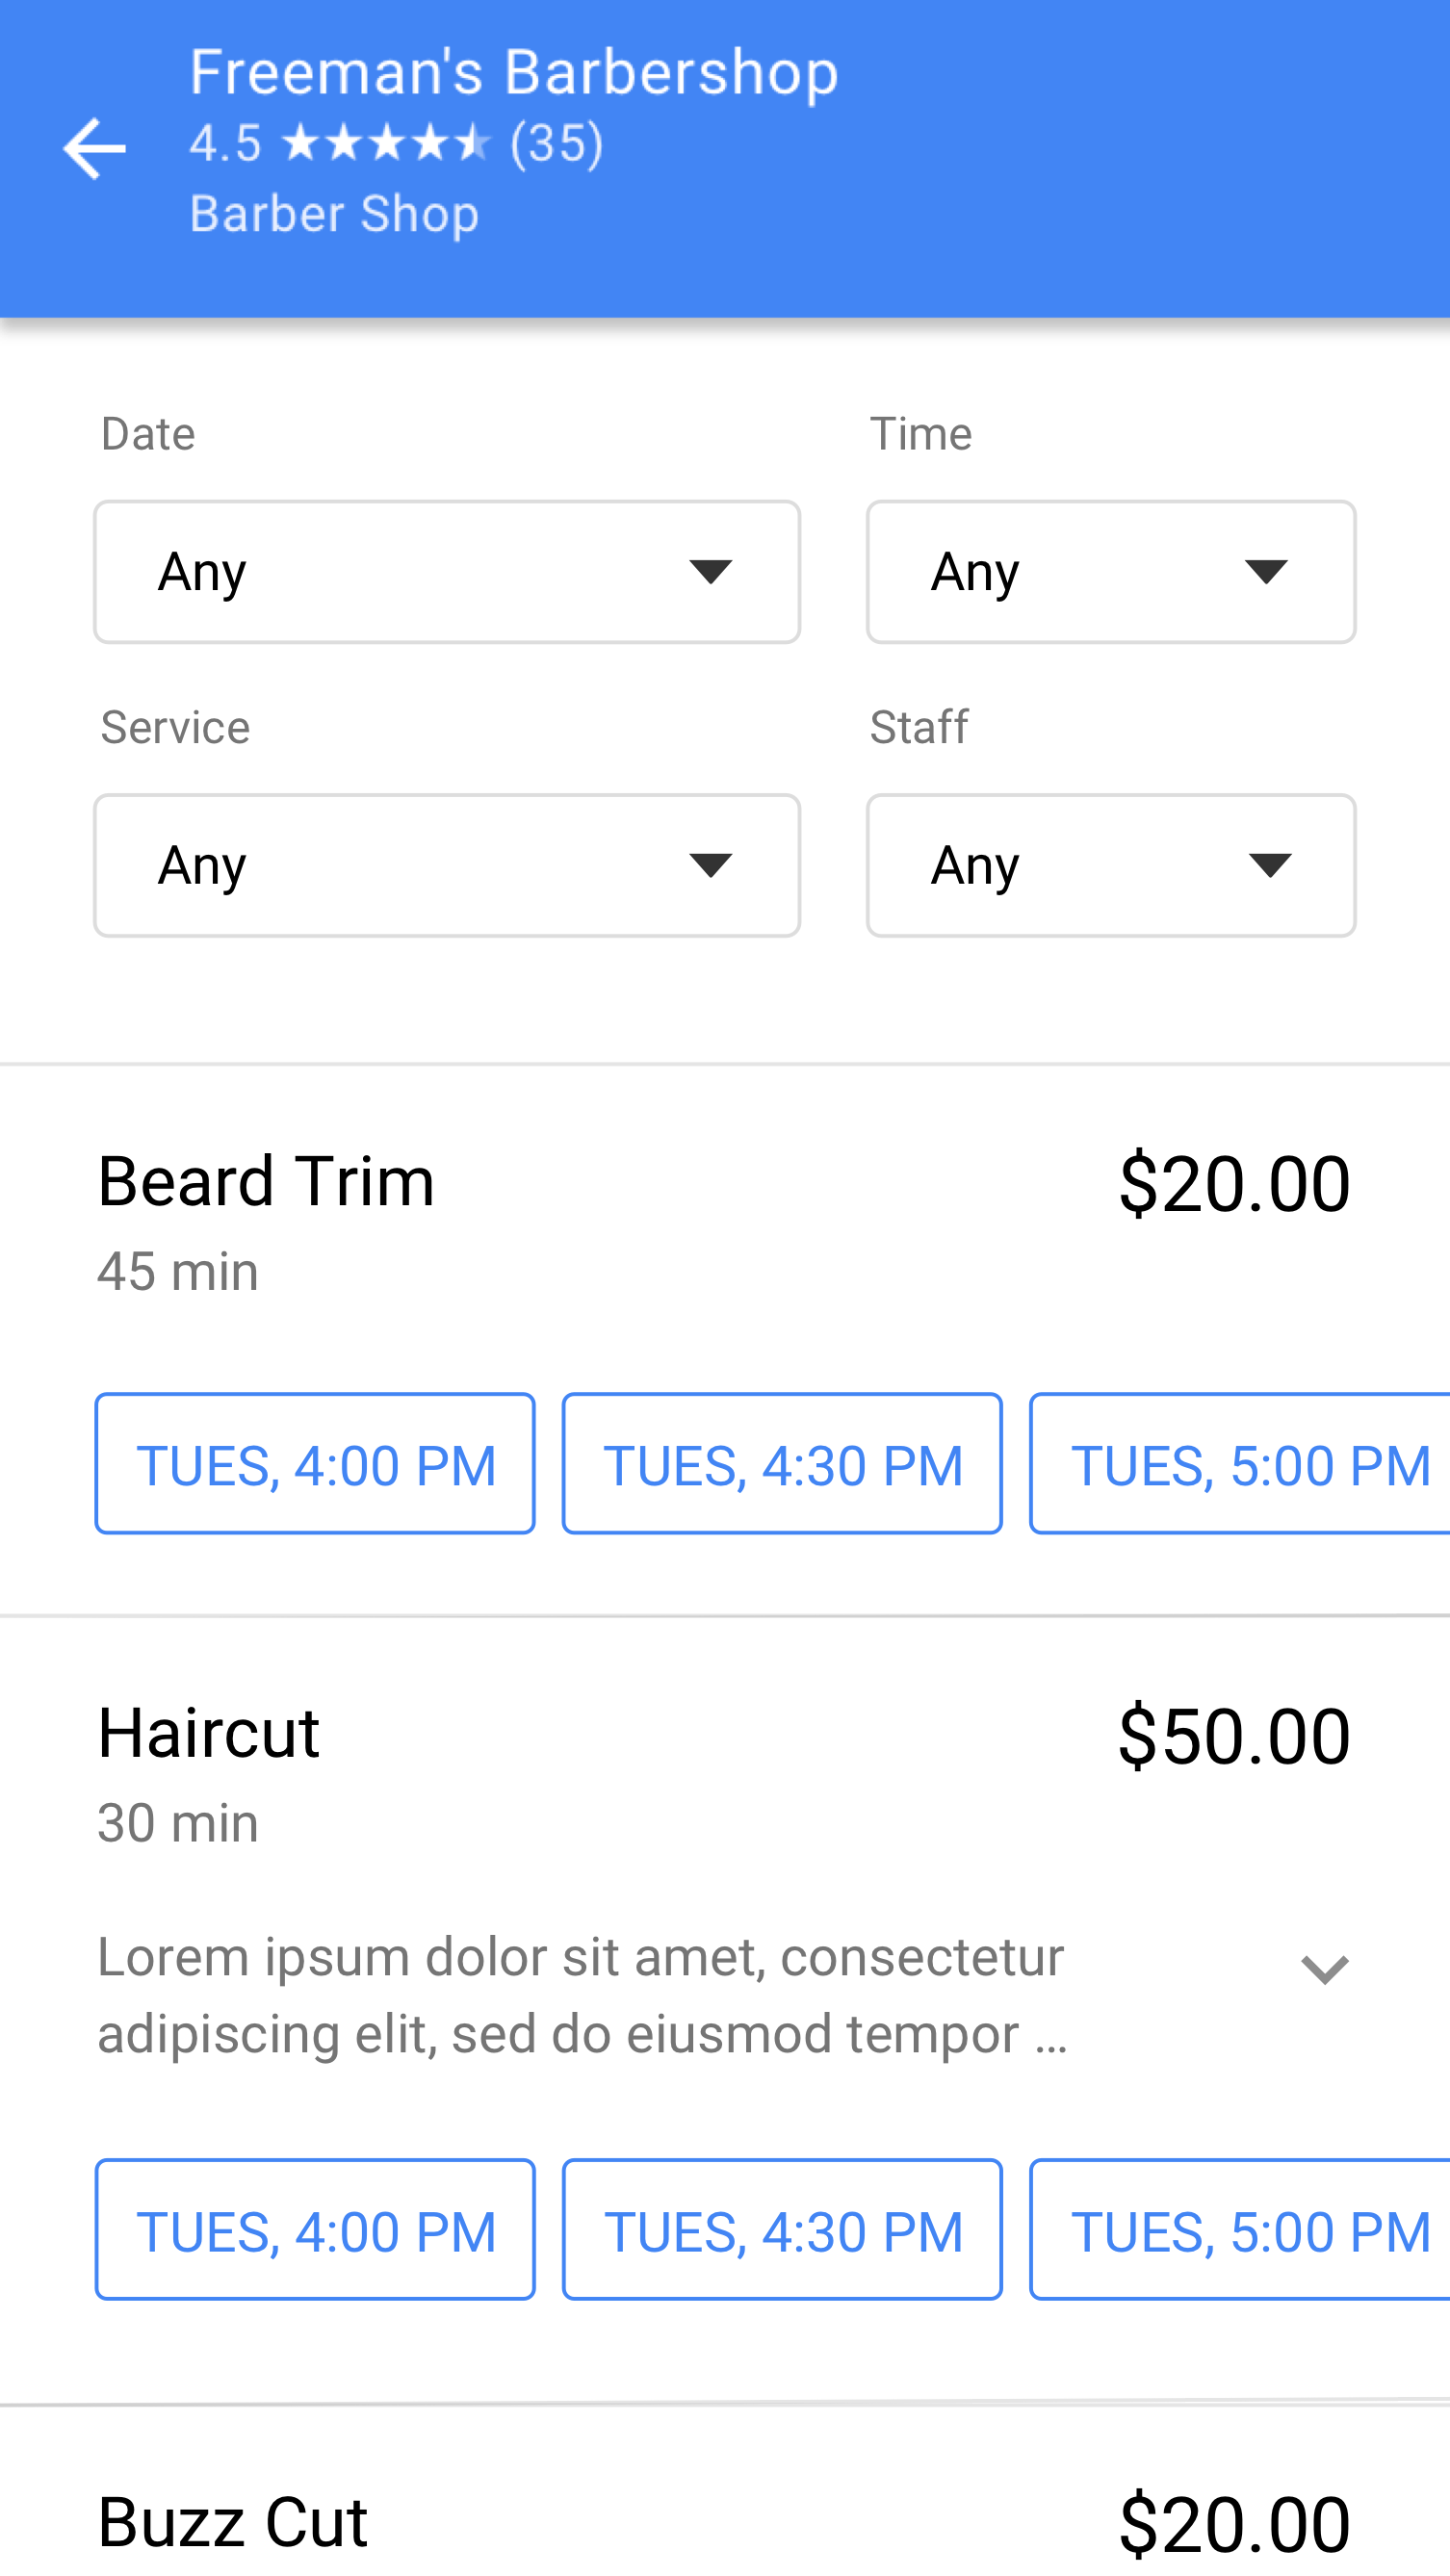 Freeman's Barbershop
4.5 ★★★★★ (35)
Barber Shop
Date
Time
Any
Any
Service
Staff
Any
Any
Beard Trim
$20.00
45 min
TUES, 4:00 PM
TUES, 4:30 PM
TUES, 5:00 PM
Haircut
$50.00
30 min
Lorem ipsum dolor sit amet, consectetur
adipiscing elit, sed do eiusmod tempor ...
TUES, 4:00 PM
TUES, 4:30 PM
TUES, 5:00 PM
Buzz Cut
$20.00